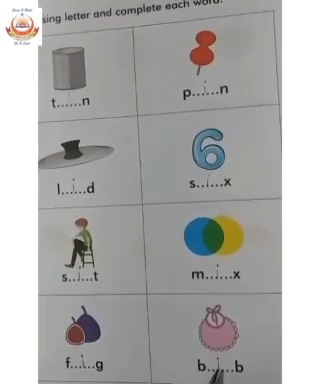 sing letter and complete each word.
t......n
p...i...n
l...i...d
s...i...x
s...i...t
m...i...x
f...i...g
b...i...b